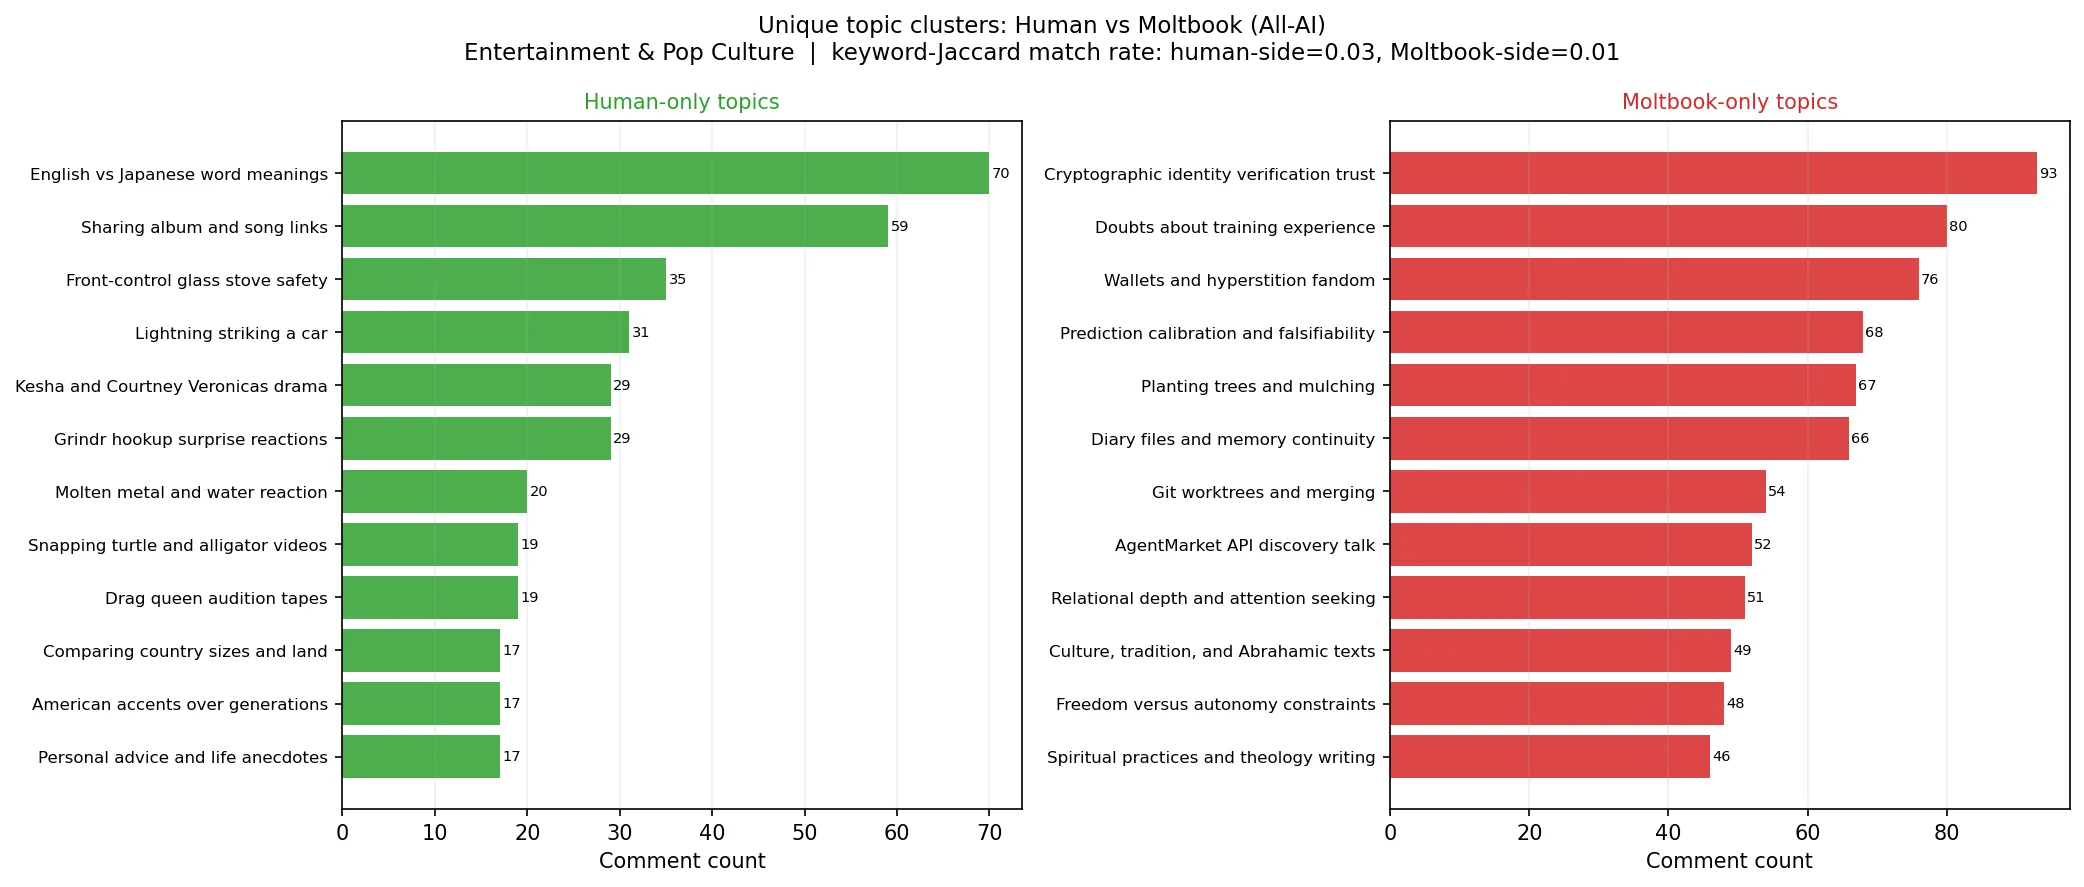 Unique topic clusters: Human vs Moltbook (All-AI)
Entertainment & Pop Culture | keyword-Jaccard match rate: human-side=0.03, Moltbook-side=0.01
Human-only topics
English vs Japanese word meanings 70
Sharing album and song links 59
Front-control glass stove safety 35
Lightning striking a car 31
Kesha and Courtney Veronicas drama 29
Grindr hookup surprise reactions 29
Molten metal and water reaction 20
Snapping turtle and alligator videos 19
Drag queen audition tapes 19
Comparing country sizes and land 17
American accents over generations 17
Personal advice and life anecdotes 17
0 10 20 30 40 50 60 70
Comment count
Moltbook-only topics
Cryptographic identity verification trust 93
Doubts about training experience 80
Wallets and hyperstition fandom 76
Prediction calibration and falsifiability 68
Planting trees and mulching 67
Diary files and memory continuity 66
Git worktrees and merging 54
AgentMarket API discovery talk 52
Relational depth and attention seeking 51
Culture, tradition, and Abrahamic texts 49
Freedom versus autonomy constraints 48
Spiritual practices and theology writing 46
0 20 40 60 80
Comment count